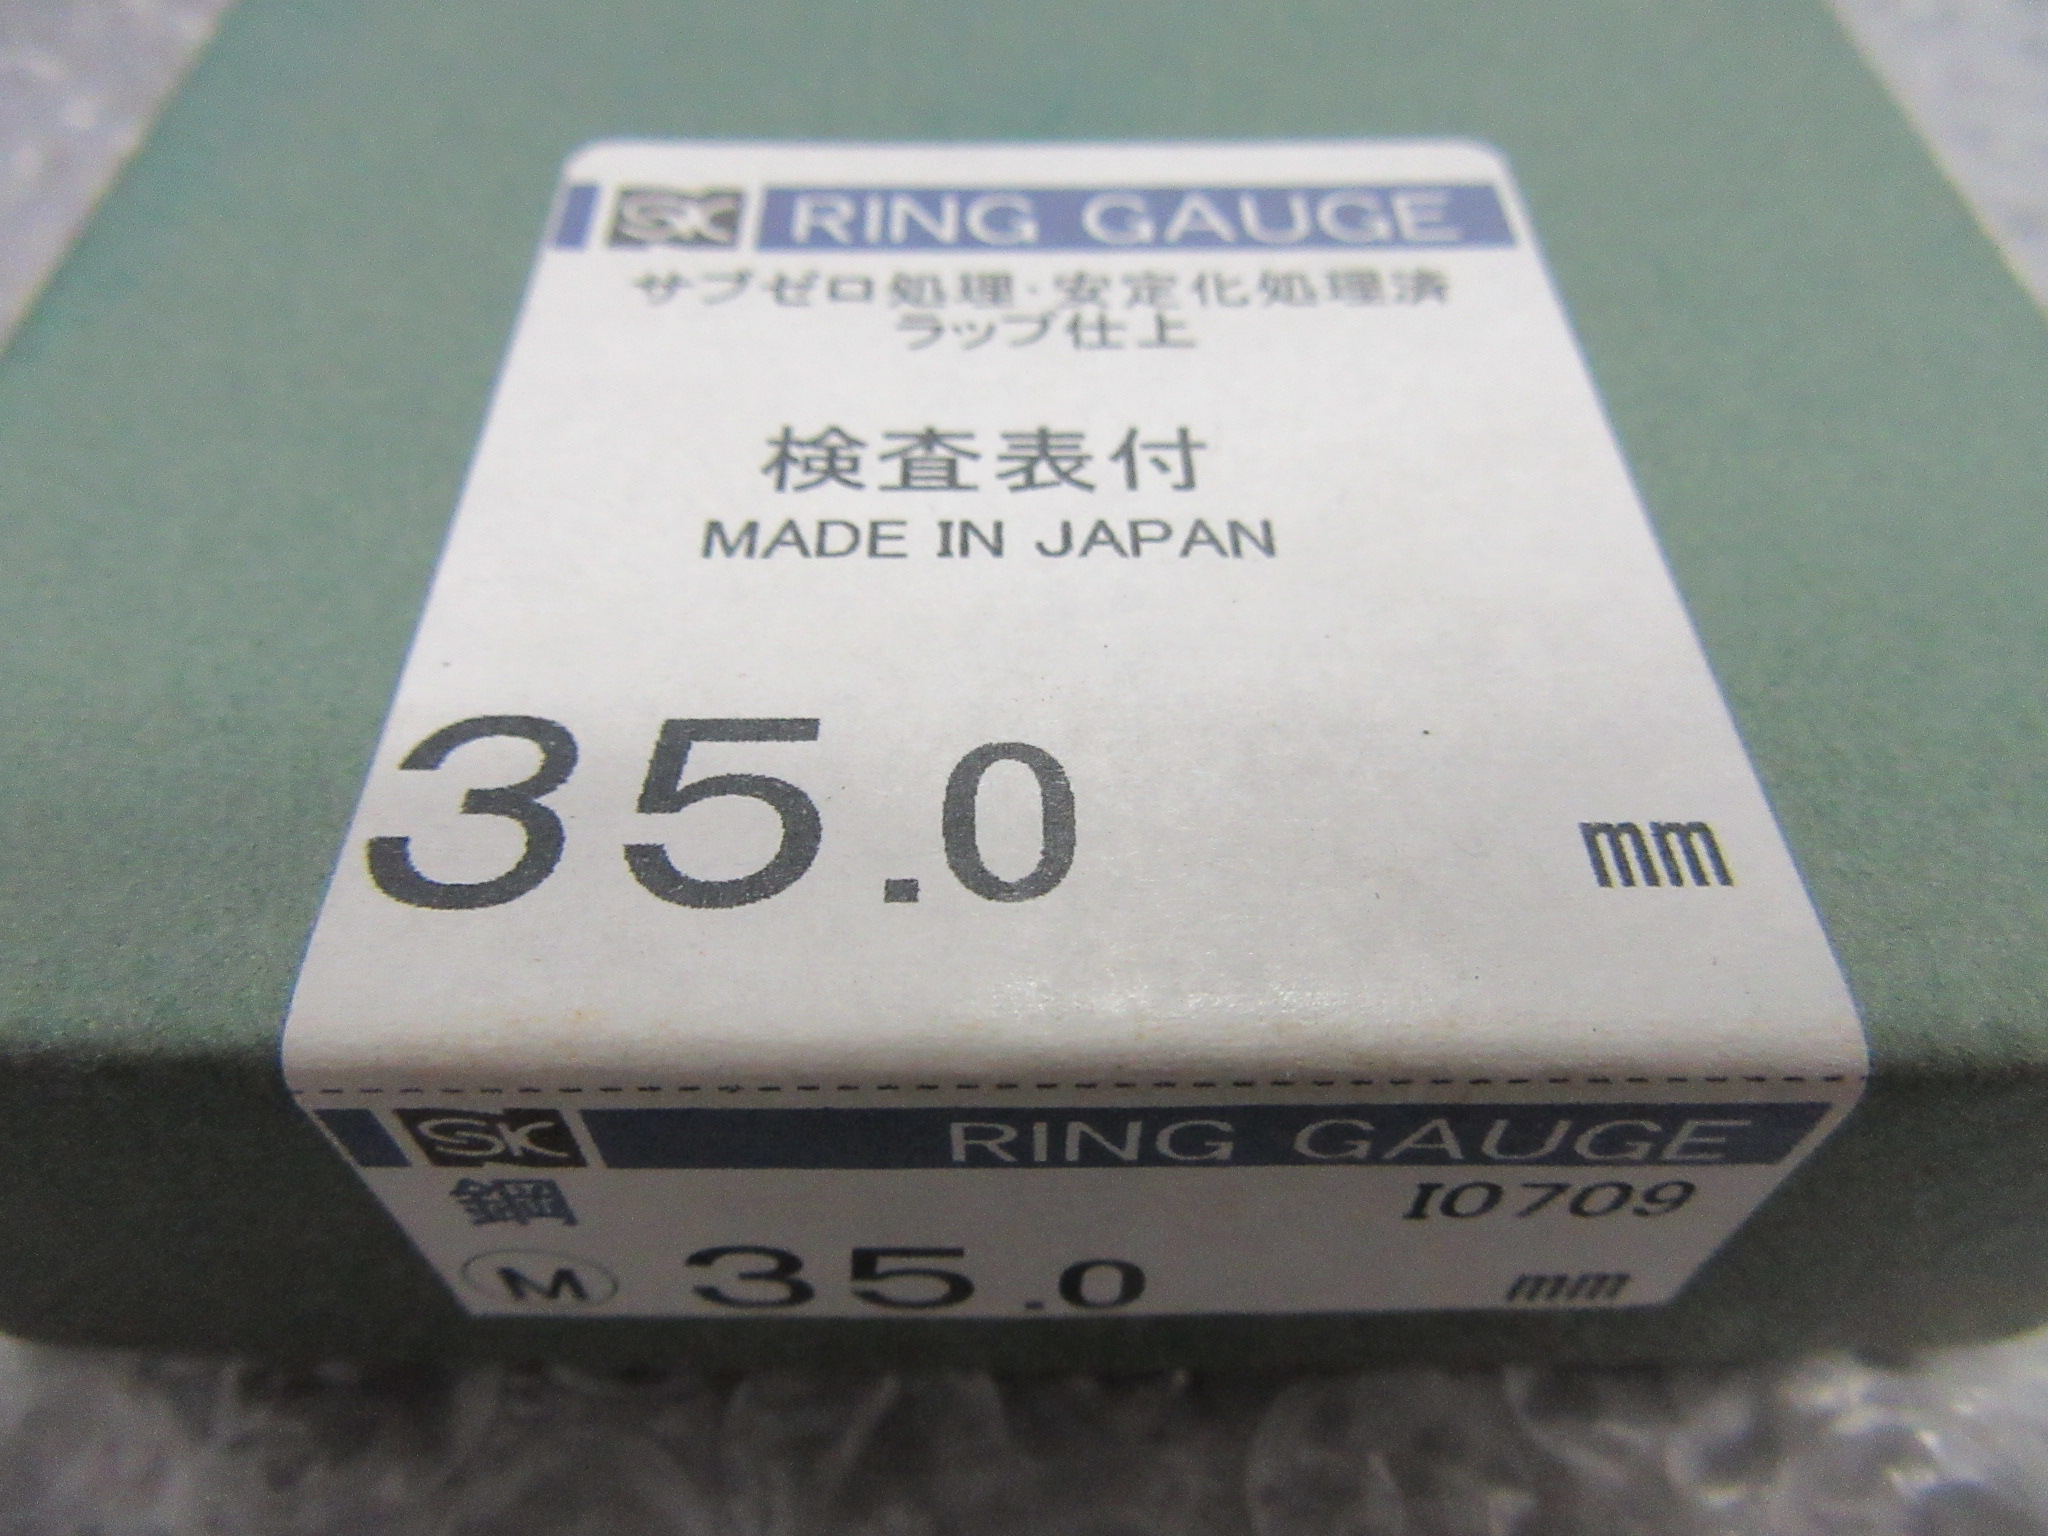 SK RING GAUGE
サブゼロ処理・安定化処理済
ラップ仕上
検査表付
MADE IN JAPAN
35.0 mm
SK RING GAUGE
鋼 I0709
M 35.0 mm